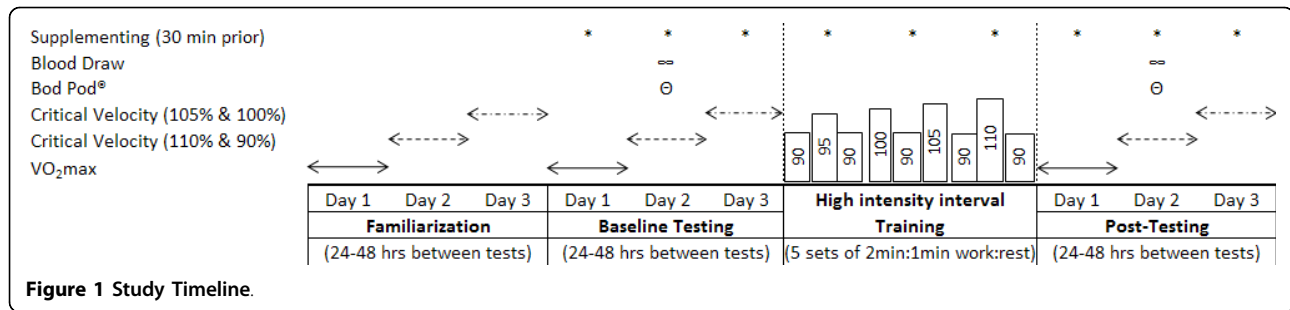 Supplementing (30 min prior) * * * * * * * * *
Blood Draw ∞ ∞
Bod Pod® Θ Θ
Critical Velocity (105% & 100%)
Critical Velocity (110% & 90%)
VO₂max
90 95 90 100 90 105 90 110 90
Day 1 Day 2 Day 3 Day 1 Day 2 Day 3 High intensity interval Day 1 Day 2 Day 3
Familiarization Baseline Testing Training Post-Testing
(24-48 hrs between tests) (24-48 hrs between tests) (5 sets of 2min:1min work:rest) (24-48 hrs between tests)
Figure 1 Study Timeline.